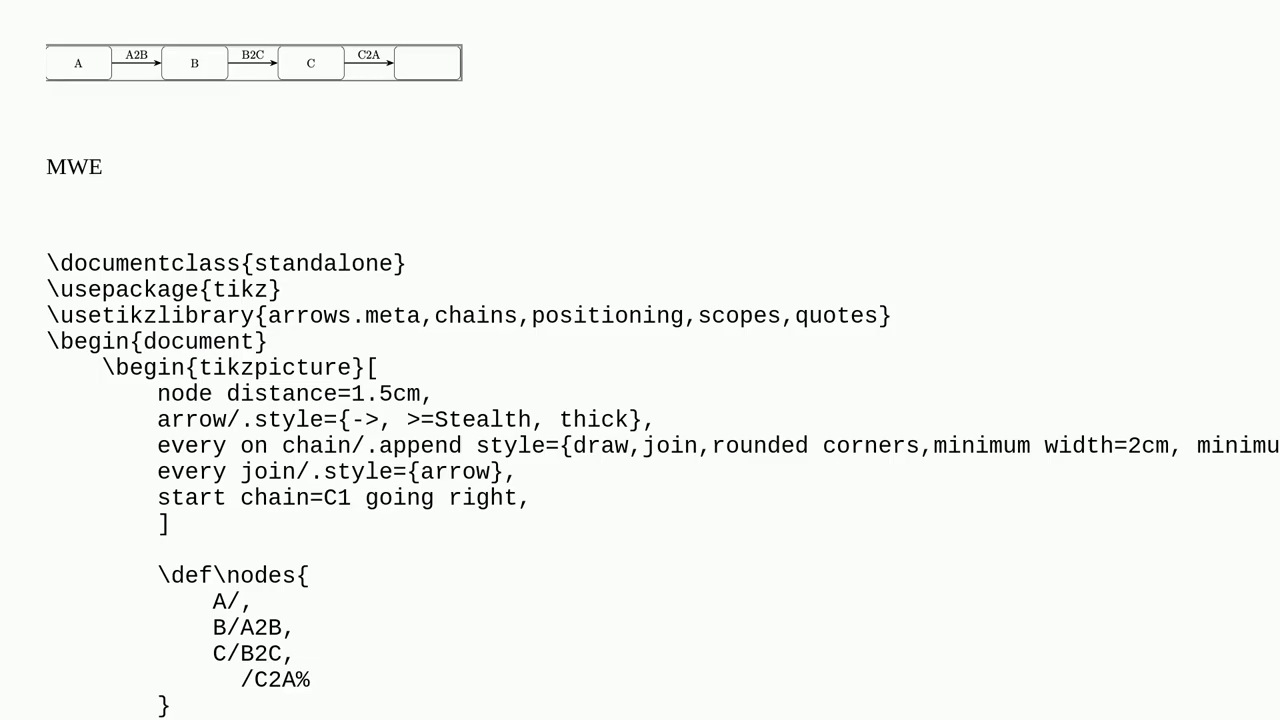 A A2B B B2C C C2A
MWE
\documentclass{standalone}
\usepackage{tikz}
\usetikzlibrary{arrows.meta,chains,positioning,scopes,quotes}
\begin{document}
    \begin{tikzpicture}[
        node distance=1.5cm,
        arrow/.style={->, >=Stealth, thick},
        every on chain/.append style={draw,join,rounded corners,minimum width=2cm, minimu
        every join/.style={arrow},
        start chain=C1 going right,
        ]

        \def\nodes{
            A/,
            B/A2B,
            C/B2C,
              /C2A%
        }